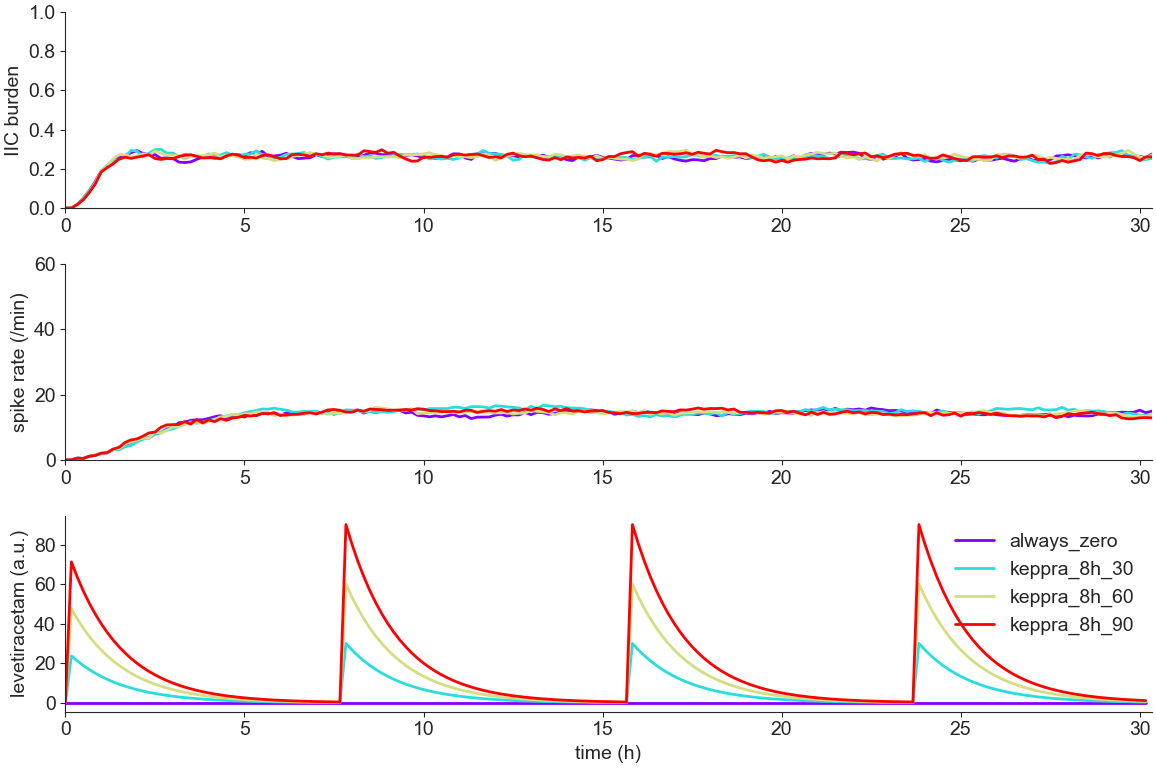 IIC burden
1.0
0.8
0.6
0.4
0.2
0.0
0 5 10 15 20 25 30
spike rate (/min)
60
40
20
0
0 5 10 15 20 25 30
levetiracetam (a.u.)
80
60
40
20
0
always_zero
keppra_8h_30
keppra_8h_60
keppra_8h_90
0 5 10 15 20 25 30
time (h)